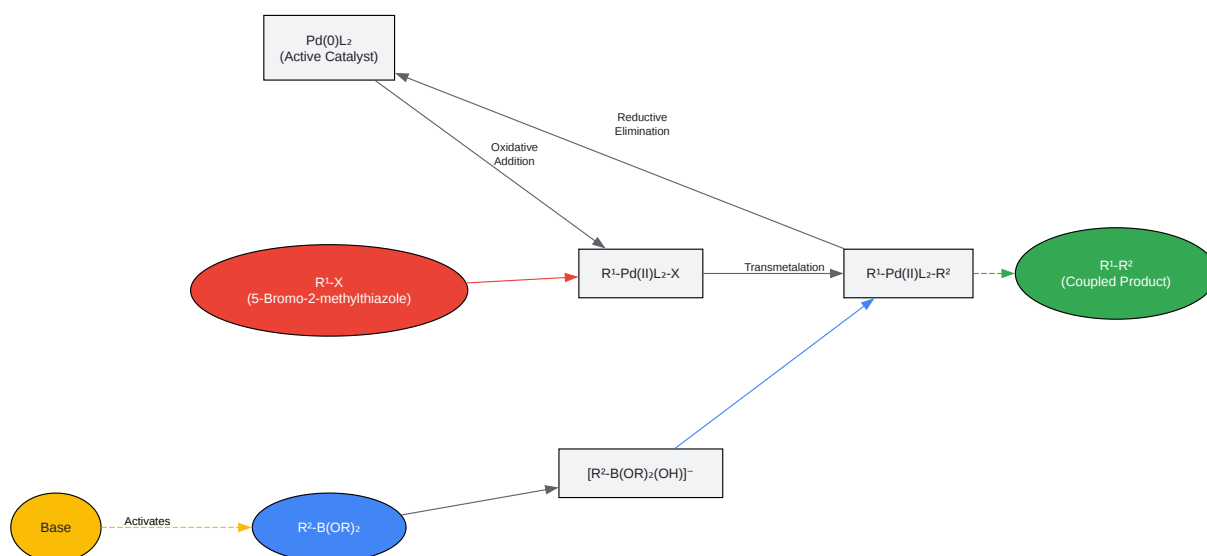 Pd(0)L₂
(Active Catalyst)
Reductive
Elimination
Oxidative
Addition
R¹-X
(5-Bromo-2-methylthiazole)
R¹-Pd(II)L₂-X
Transmetalation
R¹-Pd(II)L₂-R²
R¹-R²
(Coupled Product)
[R²-B(OR)₂(OH)]⁻
Base
Activates
R²-B(OR)₂